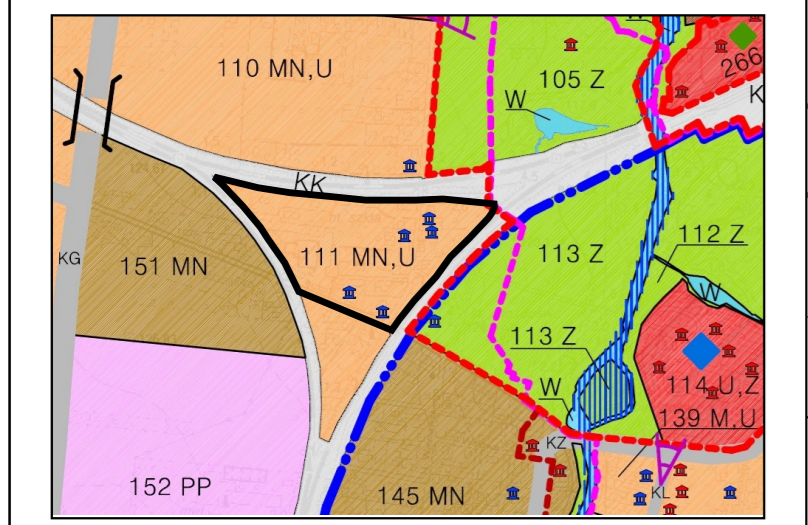 110 MN,U
105 Z
266
W
K
KK
KG
151 MN
111 MN,U
113 Z
112 Z
W
113 Z
114 U,Z
W
139 M,U
KZ
152 PP
145 MN
KL